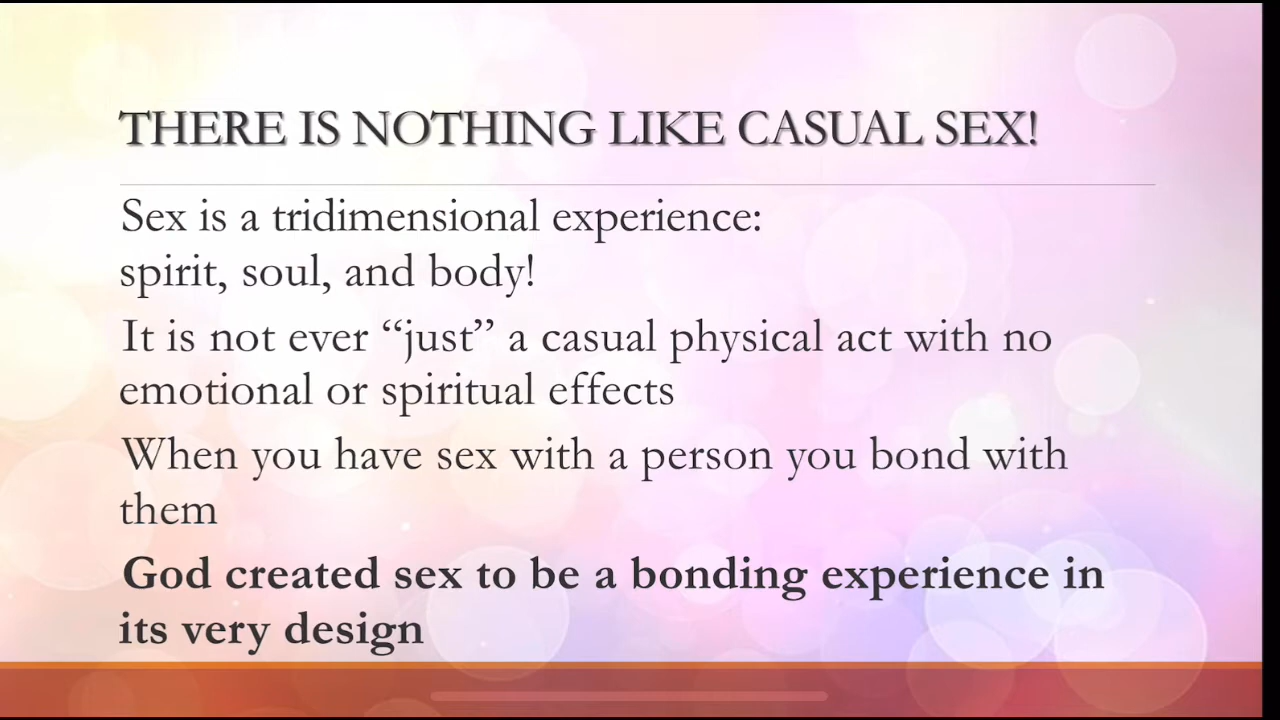 THERE IS NOTHING LIKE CASUAL SEX!
Sex is a tridimensional experience:
spirit, soul, and body!
It is not ever “just” a casual physical act with no
emotional or spiritual effects
When you have sex with a person you bond with
them
God created sex to be a bonding experience in
its very design